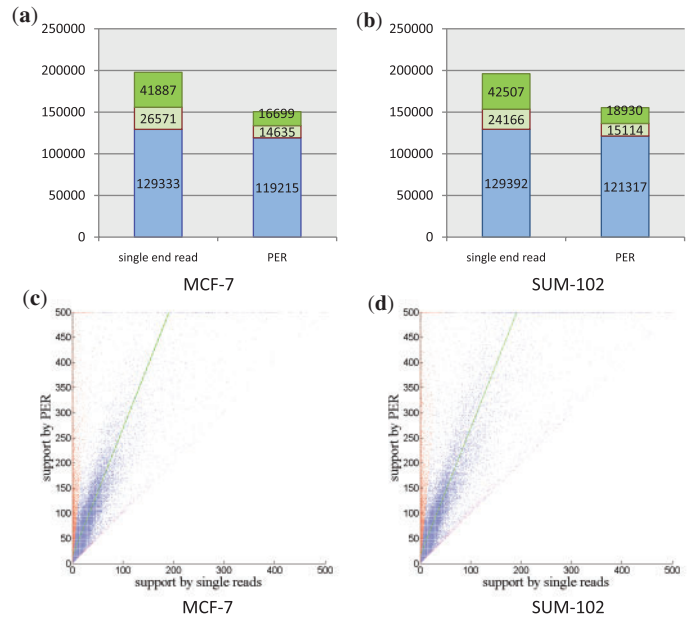 (a)
250000
200000
150000
100000
50000
0
41887
26571
129333
16699
14635
119215
single end read
PER
MCF-7
(b)
250000
200000
150000
100000
50000
0
42507
24166
129392
18930
15114
121317
single end read
PER
SUM-102
(c)
500
450
400
350
300
250
200
150
100
50
0
support by PER
0 100 200 300 400 500
support by single reads
MCF-7
(d)
500
450
400
350
300
250
200
150
100
50
0
support by PER
0 100 200 300 400 500
support by single reads
SUM-102